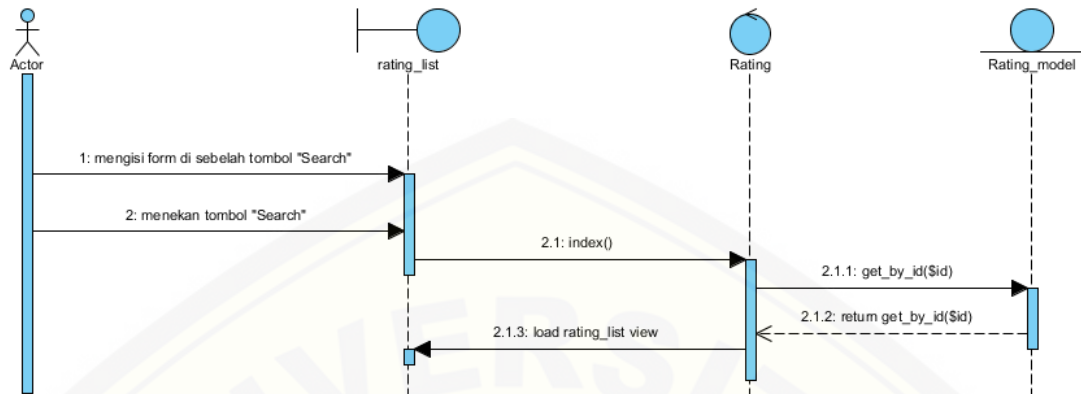 Actor
rating_list
Rating
Rating_model
1: mengisi form di sebelah tombol "Search"
2: menekan tombol "Search"
2.1: index()
2.1.1: get_by_id($id)
2.1.2: return get_by_id($id)
2.1.3: load rating_list view
VERS